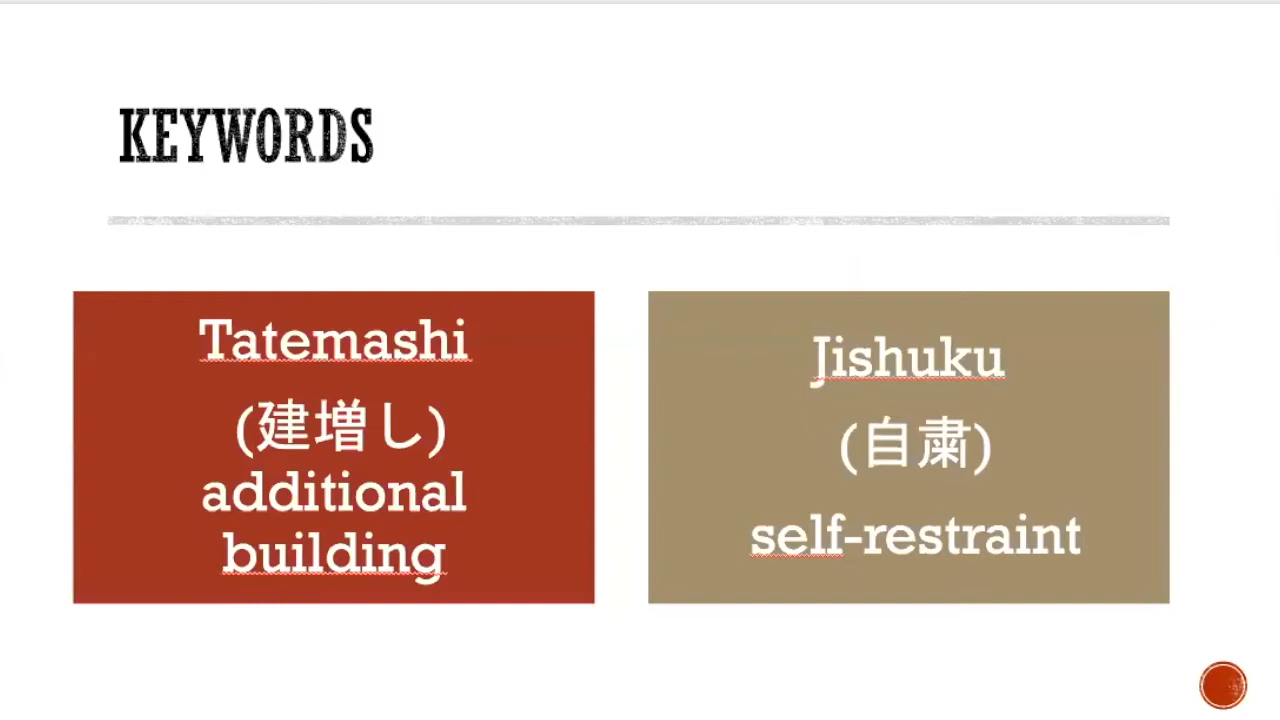 KEYWORDS
Tatemashi
(建増し)
additional
building
Jishuku
(自粛)
self-restraint